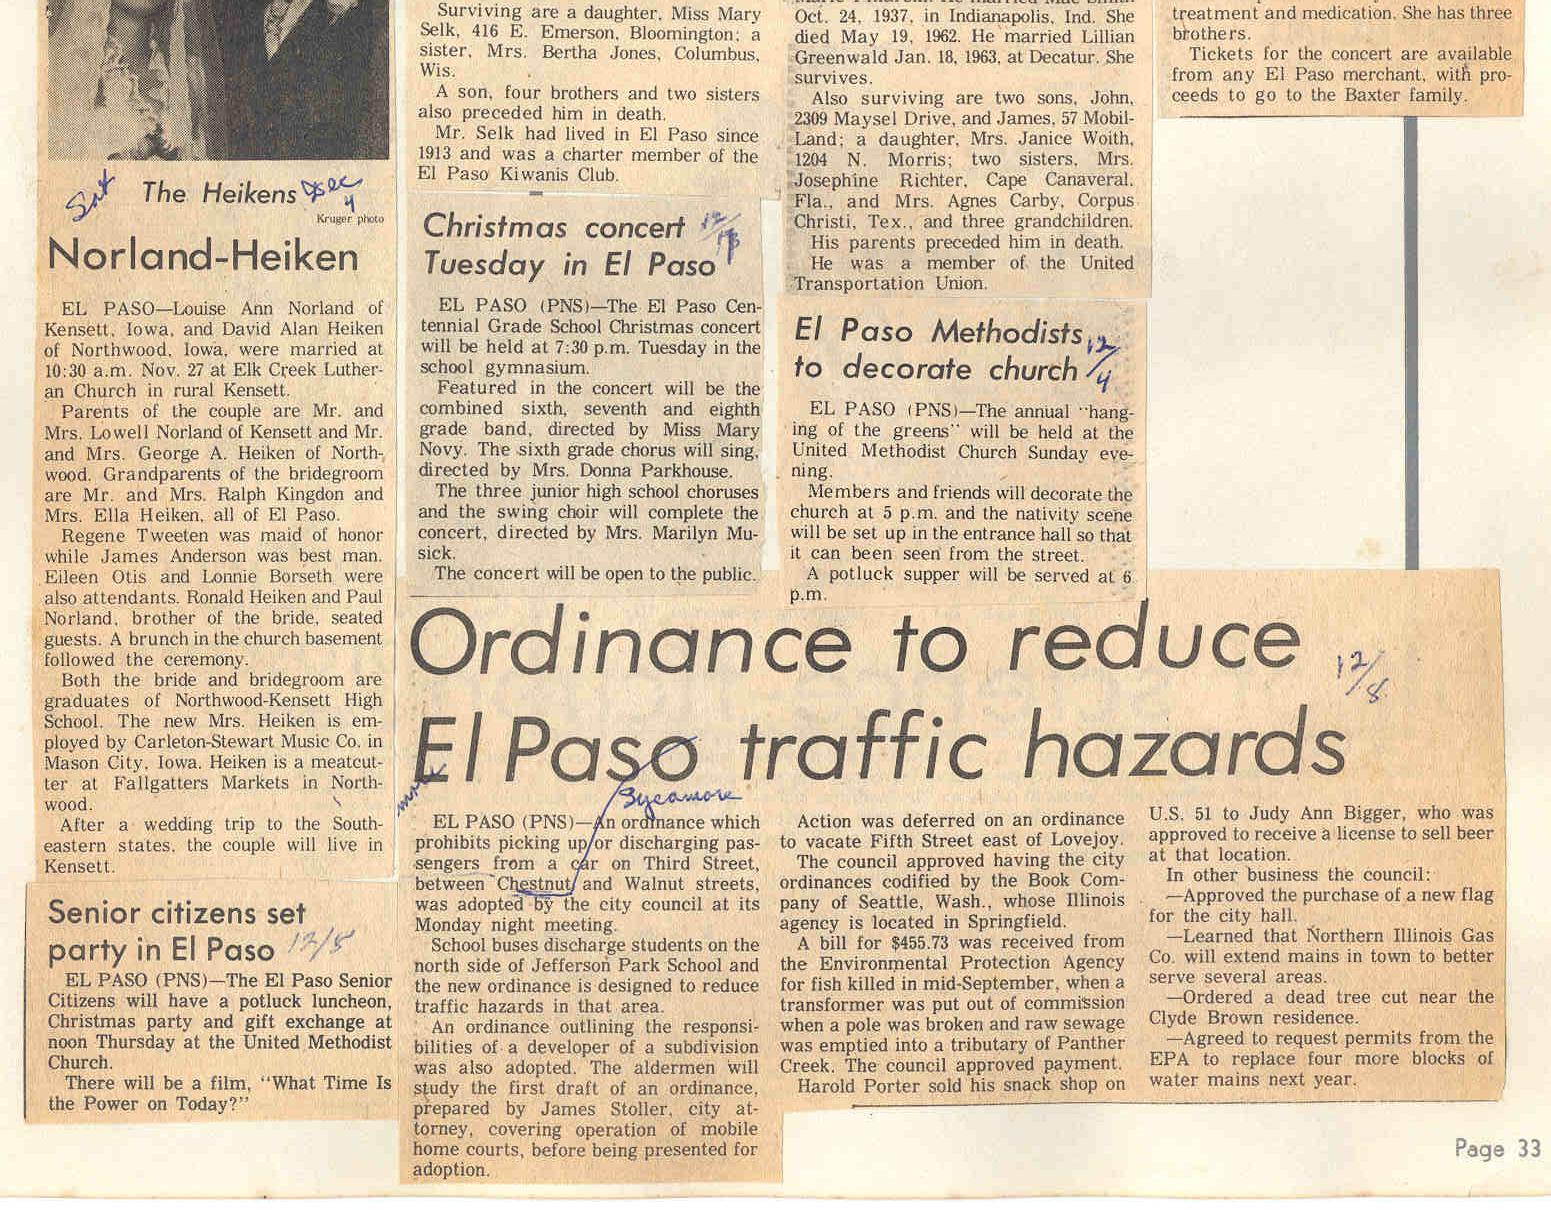 The Heikens
Sat
Dec
4
Kruger photo
Norland-Heiken
EL PASO—Louise Ann Norland of
Kensett, Iowa, and David Alan Heiken
of Northwood, Iowa, were married at
10:30 a.m. Nov. 27 at Elk Creek Luther-
an Church in rural Kensett.
Parents of the couple are Mr. and
Mrs. Lowell Norland of Kensett and Mr.
and Mrs. George A. Heiken of North-
wood. Grandparents of the bridegroom
are Mr. and Mrs. Ralph Kingdon and
Mrs. Ella Heiken, all of El Paso.
Regene Tweeten was maid of honor
while James Anderson was best man.
Eileen Otis and Lonnie Borseth were
also attendants. Ronald Heiken and Paul
Norland, brother of the bride, seated
guests. A brunch in the church basement
followed the ceremony.
Both the bride and bridegroom are
graduates of Northwood-Kensett High
School. The new Mrs. Heiken is em-
ployed by Carleton-Stewart Music Co. in
Mason City, Iowa. Heiken is a meatcut-
ter at Fallgatters Markets in North-
wood.
After a wedding trip to the South-
eastern states, the couple will live in
Kensett.
Senior citizens set
party in El Paso 12/8
EL PASO (PNS)—The El Paso Senior
Citizens will have a potluck luncheon,
Christmas party and gift exchange at
noon Thursday at the United Methodist
Church.
There will be a film, "What Time Is
the Power on Today?"
Surviving are a daughter, Miss Mary
Selk, 416 E. Emerson, Bloomington; a
sister, Mrs. Bertha Jones, Columbus,
Wis.
A son, four brothers and two sisters
also preceded him in death.
Mr. Selk had lived in El Paso since
1913 and was a charter member of the
El Paso Kiwanis Club.
Christmas concert
Tuesday in El Paso
EL PASO (PNS)—The El Paso Cen-
tennial Grade School Christmas concert
will be held at 7:30 p.m. Tuesday in the
school gymnasium.
Featured in the concert will be the
combined sixth, seventh and eighth
grade band, directed by Miss Mary
Novy. The sixth grade chorus will sing,
directed by Mrs. Donna Parkhouse.
The three junior high school choruses
and the swing choir will complete the
concert, directed by Mrs. Marilyn Mu-
sick.
The concert will be open to the public.
Oct. 24, 1937, in Indianapolis, Ind. She
died May 19, 1962. He married Lillian
Greenwald Jan. 18, 1963, at Decatur. She
survives.
Also surviving are two sons, John,
2309 Maysel Drive, and James, 57 Mobil-
Land; a daughter, Mrs. Janice Woith,
1204 N. Morris; two sisters, Mrs.
Josephine Richter, Cape Canaveral,
Fla., and Mrs. Agnes Carby, Corpus
Christi, Tex., and three grandchildren.
His parents preceded him in death.
He was a member of the United
Transportation Union.
El Paso Methodists
to decorate church
12/4
EL PASO (PNS)—The annual "hang-
ing of the greens" will be held at the
United Methodist Church Sunday eve-
ning.
Members and friends will decorate the
church at 5 p.m. and the nativity scene
will be set up in the entrance hall so that
it can been seen from the street.
A potluck supper will be served at 6
p.m.
treatment and medication. She has three
brothers.
Tickets for the concert are available
from any El Paso merchant, with pro-
ceeds to go to the Baxter family.
Ordinance to reduce
El Paso traffic hazards
12/8
Sycamore
EL PASO (PNS)—An ordinance which
prohibits picking up or discharging pas-
sengers from a car on Third Street,
between Chestnut and Walnut streets,
was adopted by the city council at its
Monday night meeting.
School buses discharge students on the
north side of Jefferson Park School and
the new ordinance is designed to reduce
traffic hazards in that area.
An ordinance outlining the responsi-
bilities of a developer of a subdivision
was also adopted. The aldermen will
study the first draft of an ordinance,
prepared by James Stoller, city at-
torney, covering operation of mobile
home courts, before being presented for
adoption.
Action was deferred on an ordinance
to vacate Fifth Street east of Lovejoy.
The council approved having the city
ordinances codified by the Book Com-
pany of Seattle, Wash., whose Illinois
agency is located in Springfield.
A bill for $455.73 was received from
the Environmental Protection Agency
for fish killed in mid-September, when a
transformer was put out of commission
when a pole was broken and raw sewage
was emptied into a tributary of Panther
Creek. The council approved payment.
Harold Porter sold his snack shop on
U.S. 51 to Judy Ann Bigger, who was
approved to receive a license to sell beer
at that location.
In other business the council:
—Approved the purchase of a new flag
for the city hall.
—Learned that Northern Illinois Gas
Co. will extend mains in town to better
serve several areas.
—Ordered a dead tree cut near the
Clyde Brown residence.
—Agreed to request permits from the
EPA to replace four more blocks of
water mains next year.
Page 33